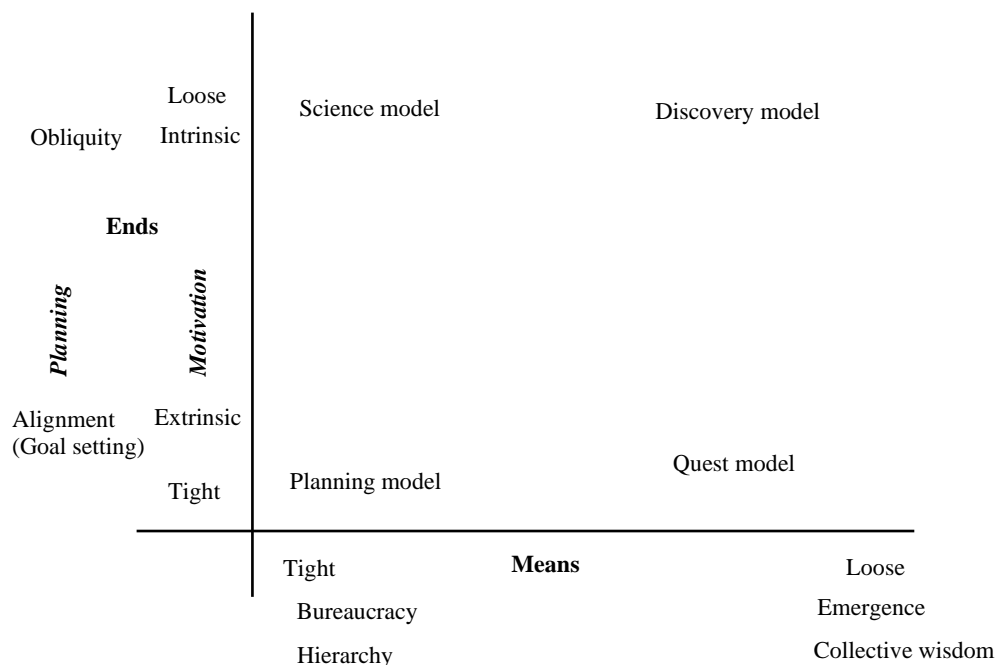 Loose
Science model
Discovery model
Obliquity
Intrinsic
Ends
Planning
Motivation
Alignment
(Goal setting)
Extrinsic
Tight
Planning model
Quest model
Tight
Means
Loose
Bureaucracy
Emergence
Hierarchy
Collective wisdom